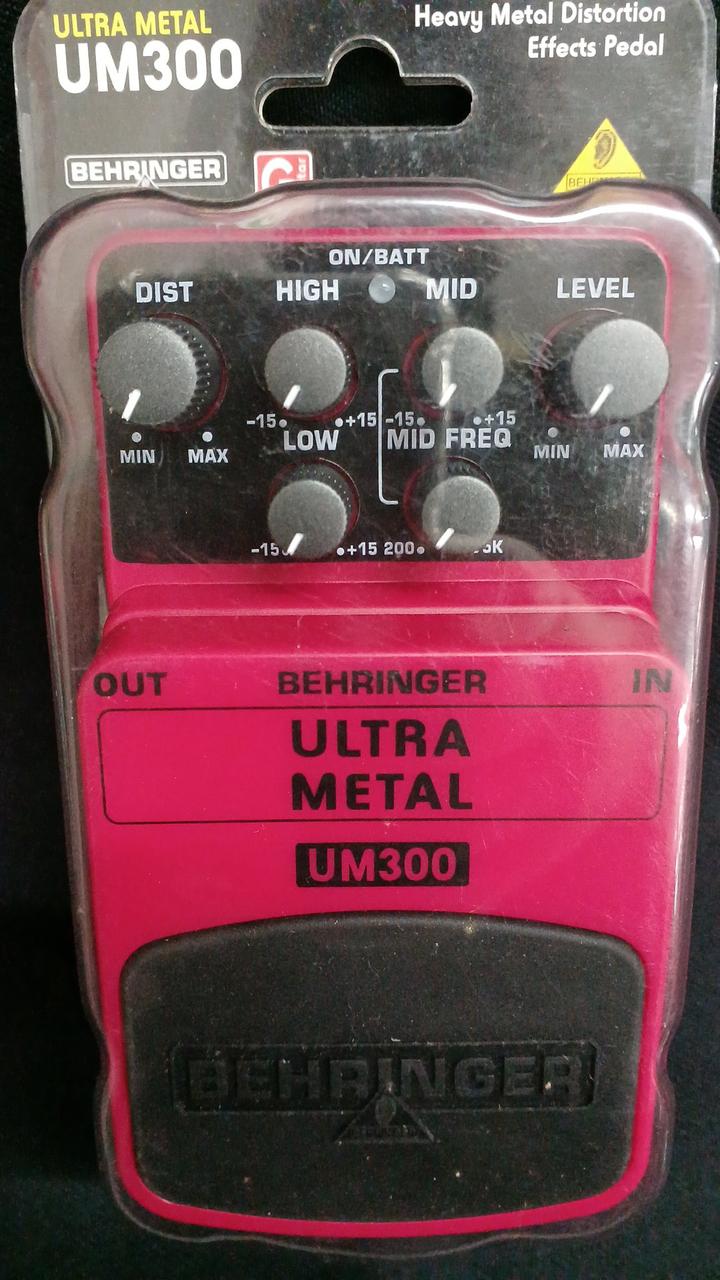 ULTRA METAL
UM300
Heavy Metal Distortion
Effects Pedal
BEHRINGER
ON/BATT
DIST HIGH MID LEVEL
-15 +15 -15 +15
MIN MAX LOW MID FREQ MIN MAX
-15 +15 200
OUT BEHRINGER IN
ULTRA
METAL
UM300
BEHRINGER